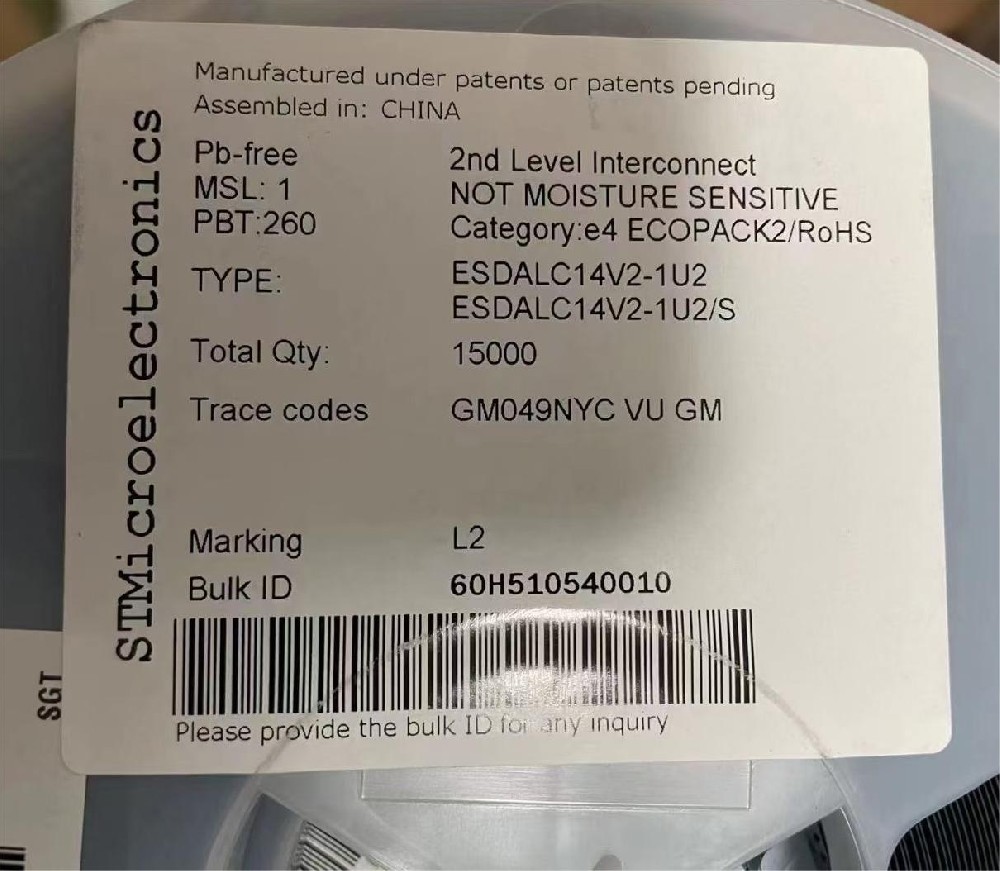 STMicroelectronics
Manufactured under patents or patents pending
Assembled in: CHINA
Pb-free 2nd Level Interconnect
MSL: 1 NOT MOISTURE SENSITIVE
PBT:260 Category:e4 ECOPACK2/RoHS
TYPE: ESDALC14V2-1U2
ESDALC14V2-1U2/S
Total Qty: 15000
Trace codes GM049NYC VU GM
Marking L2
Bulk ID 60H510540010
Please provide the bulk ID for any inquiry
SGT